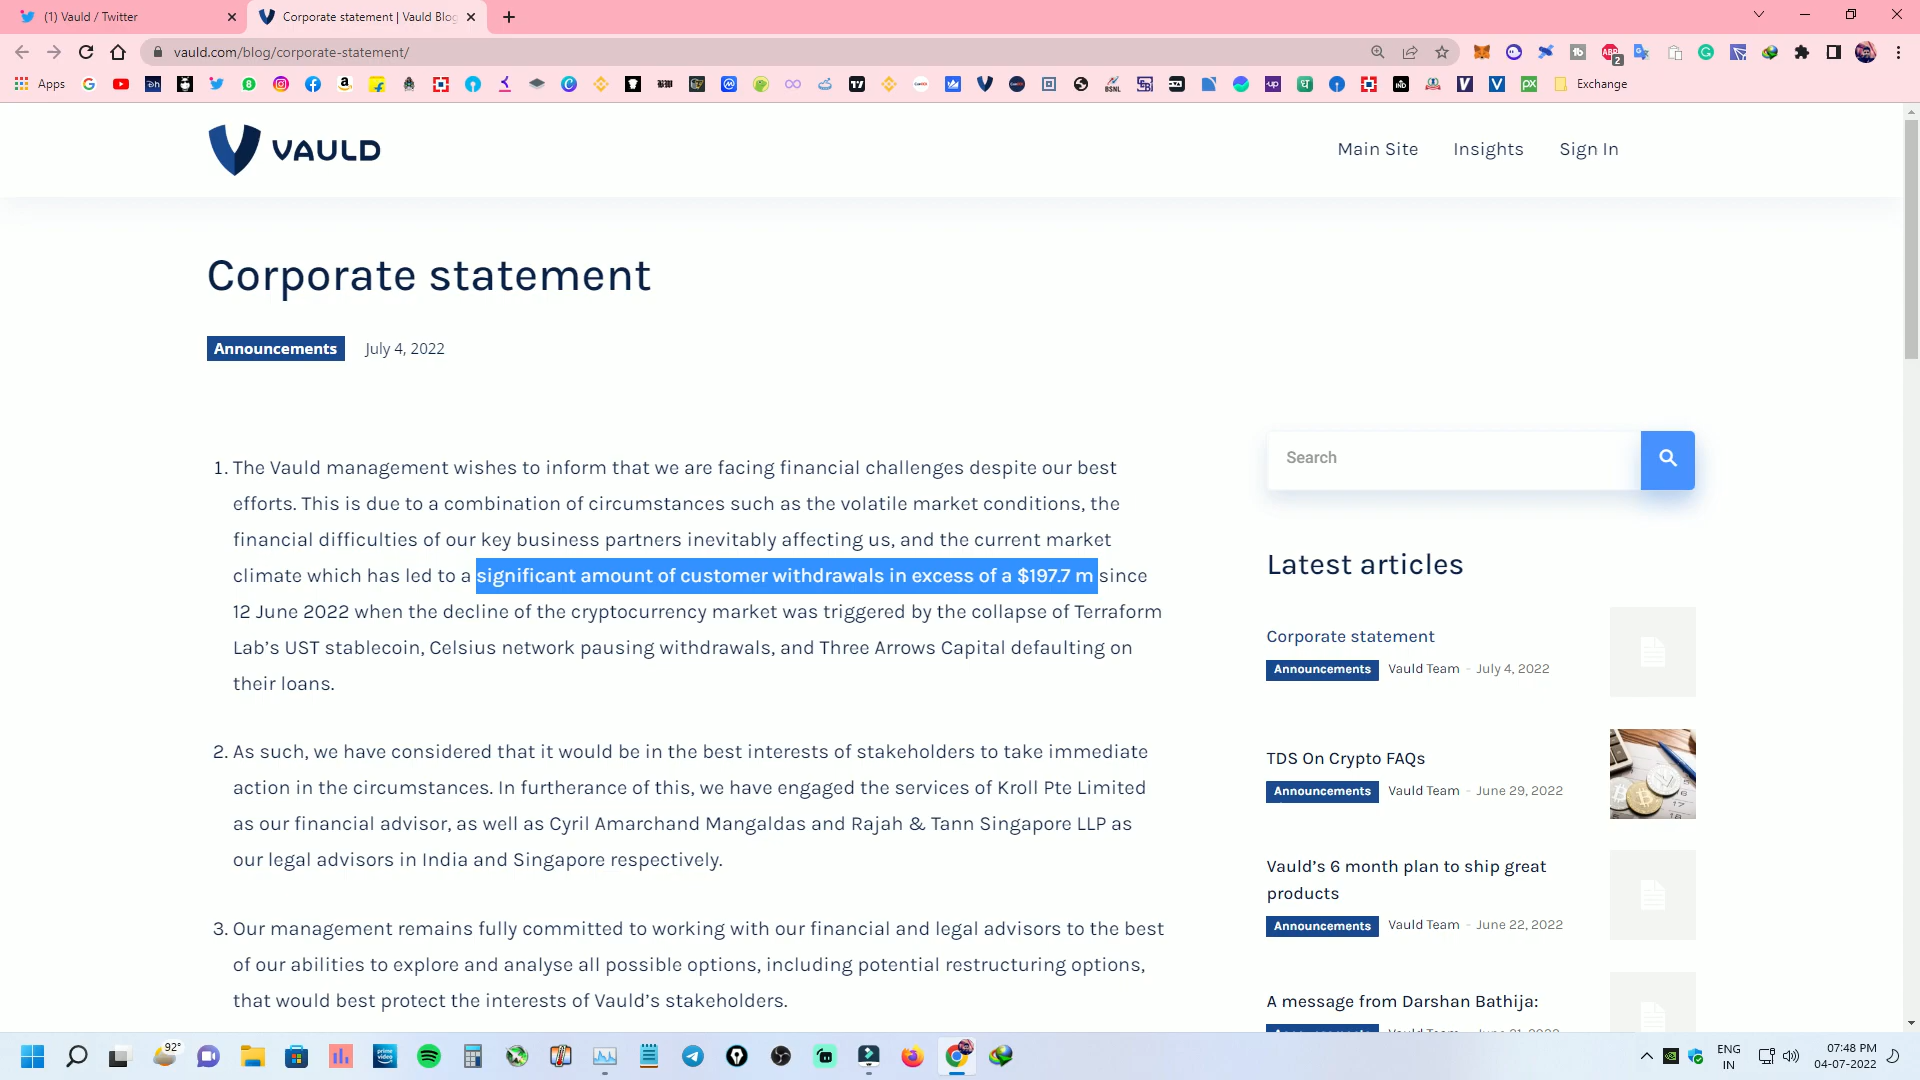 (1) Vauld / Twitter
Corporate statement | Vauld Blog
vauld.com/blog/corporate-statement/
Apps
Exchange
VAULD
Main Site
Insights
Sign In
Corporate statement
Announcements
July 4, 2022
1. The Vauld management wishes to inform that we are facing financial challenges despite our best
efforts. This is due to a combination of circumstances such as the volatile market conditions, the
financial difficulties of our key business partners inevitably affecting us, and the current market
climate which has led to a significant amount of customer withdrawals in excess of a $197.7 m since
12 June 2022 when the decline of the cryptocurrency market was triggered by the collapse of Terraform
Lab’s UST stablecoin, Celsius network pausing withdrawals, and Three Arrows Capital defaulting on
their loans.
2. As such, we have considered that it would be in the best interests of stakeholders to take immediate
action in the circumstances. In furtherance of this, we have engaged the services of Kroll Pte Limited
as our financial advisor, as well as Cyril Amarchand Mangaldas and Rajah & Tann Singapore LLP as
our legal advisors in India and Singapore respectively.
3. Our management remains fully committed to working with our financial and legal advisors to the best
of our abilities to explore and analyse all possible options, including potential restructuring options,
that would best protect the interests of Vauld’s stakeholders.
Search
Latest articles
Corporate statement
Announcements Vauld Team - July 4, 2022
TDS On Crypto FAQs
Announcements Vauld Team - June 29, 2022
Vauld’s 6 month plan to ship great
products
Announcements Vauld Team - June 22, 2022
A message from Darshan Bathija:
92°
ENG
IN
07:48 PM
04-07-2022